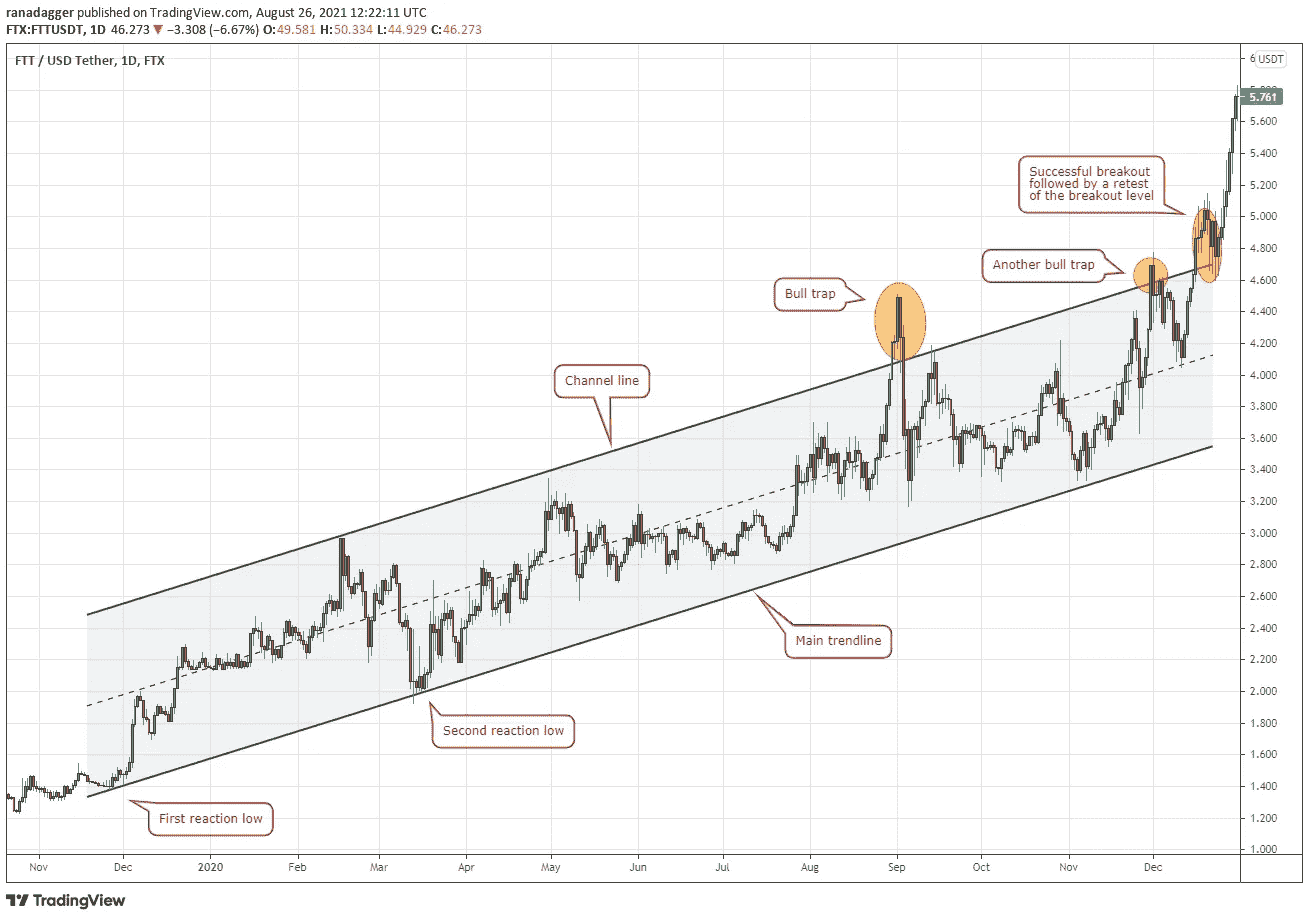 ranadagger published on TradingView.com, August 26, 2021 12:22:11 UTC
FTX:FTTUSDT, 1D 46.273 ▼ −3.308 (−6.67%) O:49.581 H:50.334 L:44.929 C:46.273
FTT / USD Tether, 1D, FTX
6 USDT
5.761
5.600
5.400
5.200
5.000
4.800
4.600
4.400
4.200
4.000
3.800
3.600
3.400
3.200
3.000
2.800
2.600
2.400
2.200
2.000
1.800
1.600
1.400
1.200
1.000
Successful breakout
followed by a retest
of the breakout level
Another bull trap
Bull trap
Channel line
Main trendline
Second reaction low
First reaction low
Nov Dec 2020 Feb Mar Apr May Jun Jul Aug Sep Oct Nov Dec
TradingView